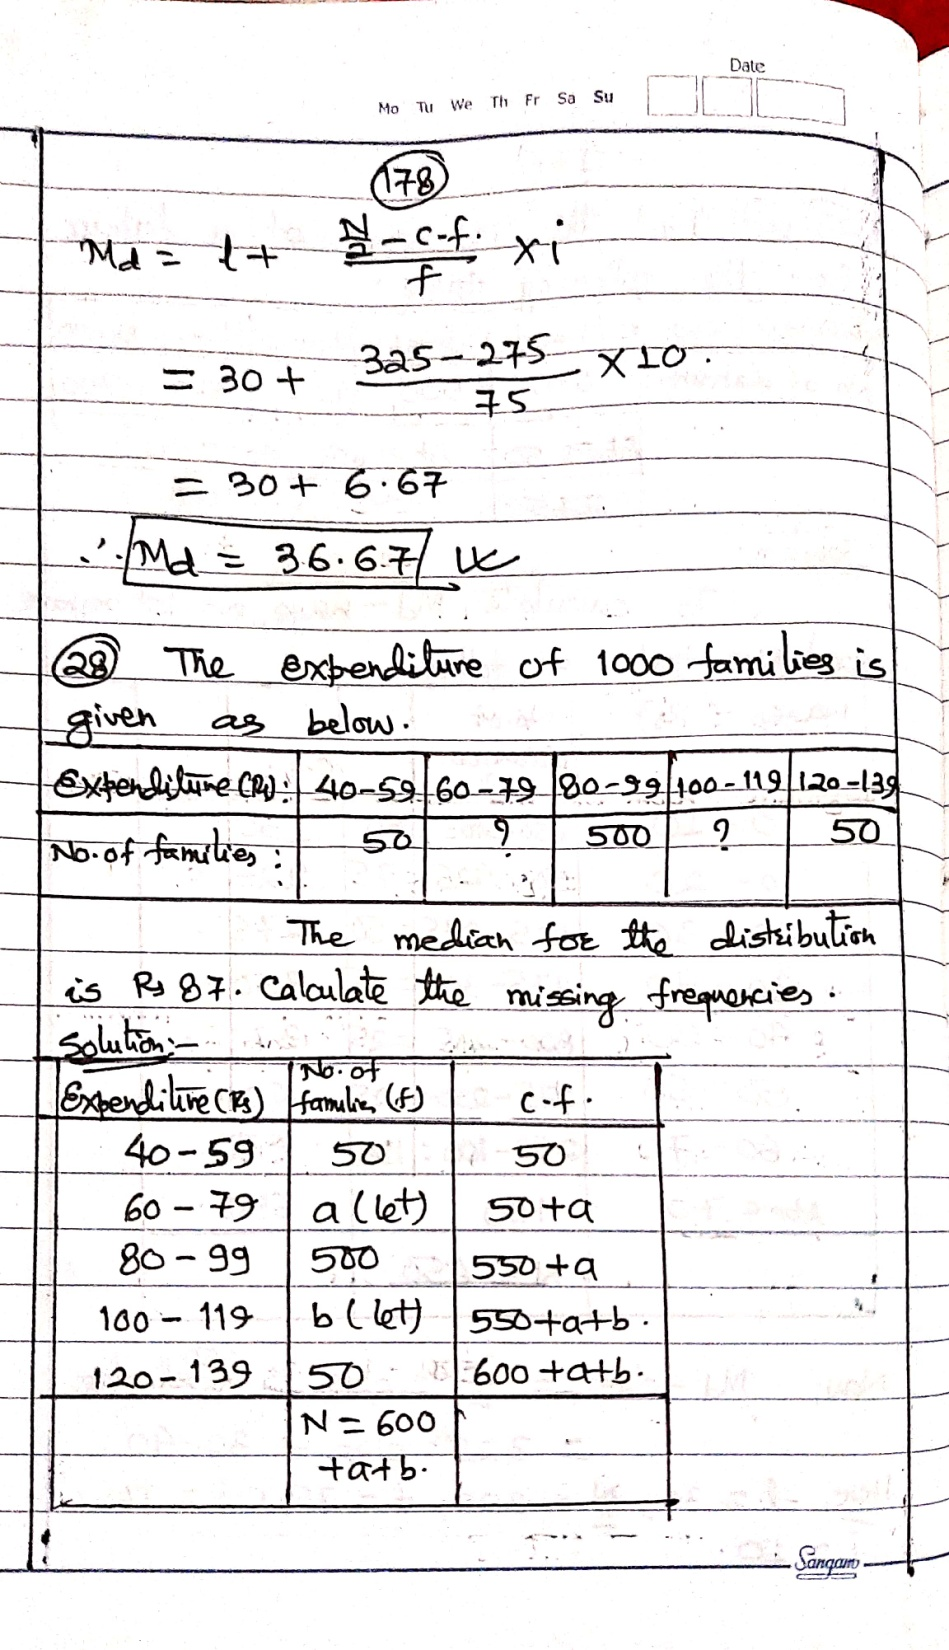 Date
Mo Tu We Th Fr Sa Su
178
Md = l + (N/2 - c.f.)/f × i
= 30 + (325 - 275)/75 × 10.
= 30 + 6.67
∴ Md = 36.67
28 The expenditure of 1000 families is
given as below.
Expenditure (Rs): 40-59 60-79 80-99 100-119 120-139
No. of families : 50 ? 500 ? 50
The median for the distribution
is Rs 87. Calculate the missing frequencies.
Solution:-
Expenditure (Rs) No. of families (f) c.f.
40-59 50 50
60-79 a (let) 50+a
80-99 500 550+a
100-119 b (let) 550+a+b.
120-139 50 600+a+b.
N = 600
+a+b.
Sangam